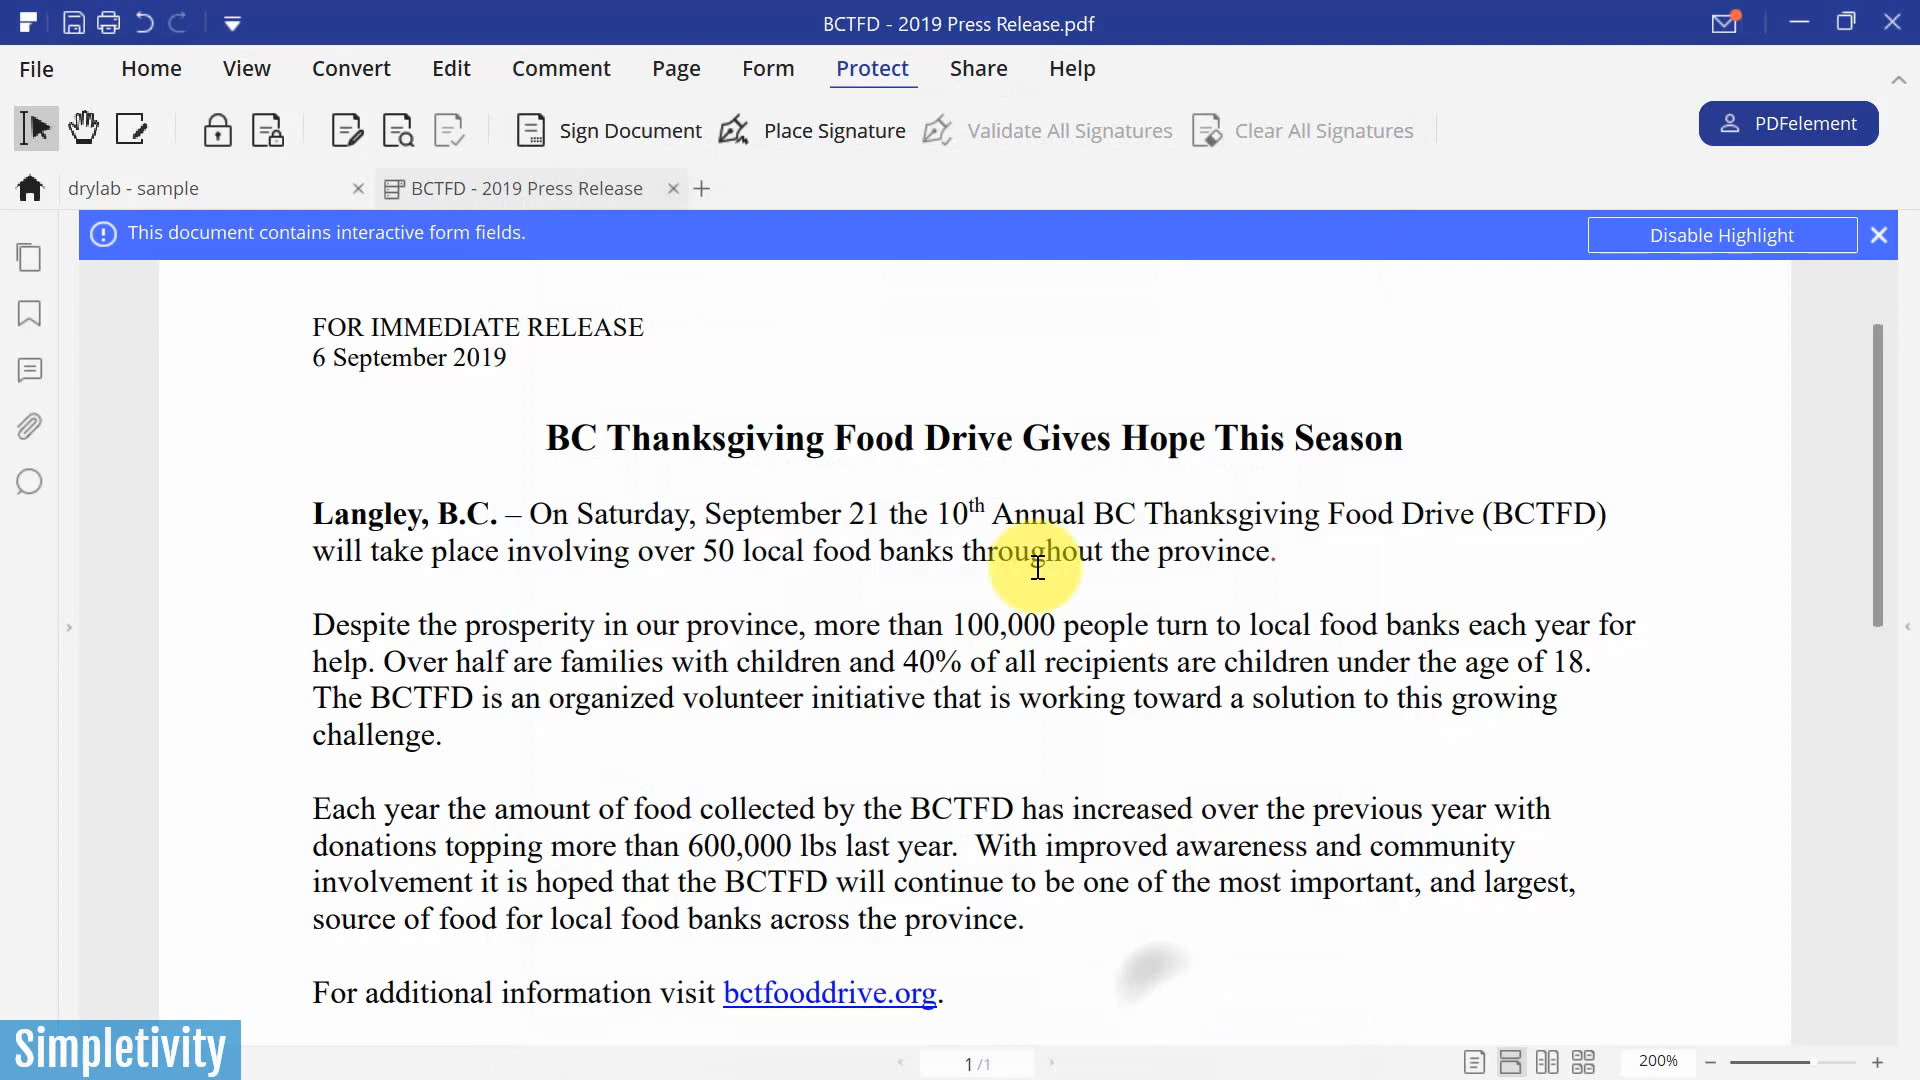 BCTFD - 2019 Press Release.pdf
File Home View Convert Edit Comment Page Form Protect Share Help
Sign Document Place Signature Validate All Signatures Clear All Signatures PDFelement
drylab - sample BCTFD - 2019 Press Release
This document contains interactive form fields. Disable Highlight
FOR IMMEDIATE RELEASE
6 September 2019
BC Thanksgiving Food Drive Gives Hope This Season
Langley, B.C. – On Saturday, September 21 the 10th Annual BC Thanksgiving Food Drive (BCTFD)
will take place involving over 50 local food banks throughout the province.
Despite the prosperity in our province, more than 100,000 people turn to local food banks each year for
help. Over half are families with children and 40% of all recipients are children under the age of 18.
The BCTFD is an organized volunteer initiative that is working toward a solution to this growing
challenge.
Each year the amount of food collected by the BCTFD has increased over the previous year with
donations topping more than 600,000 lbs last year.  With improved awareness and community
involvement it is hoped that the BCTFD will continue to be one of the most important, and largest,
source of food for local food banks across the province.
For additional information visit bctfooddrive.org.
Simpletivity
1 /1
200%